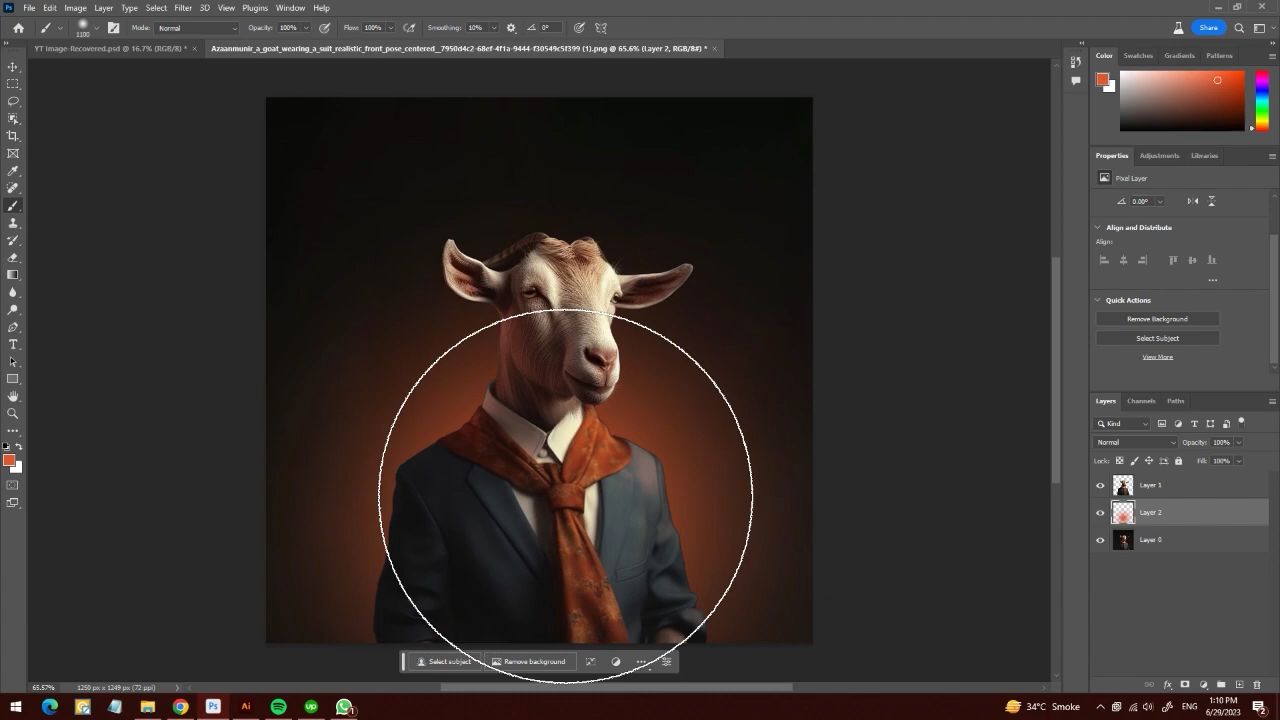 File Edit Image Layer Type Select Filter 3D View Plugins Window Help
1100 Mode: Normal Opacity: 100% Flow: 100% Smoothing: 10% 0° Share
YT Image-Recovered.psd @ 16.7% (RGB/8) * × Azaanmunir_a_goat_wearing_a_suit_realistic_front_pose_centered__7950d4c2-68ef-4f1a-9444-f30549c5f399 (1).png @ 65.6% (Layer 2, RGB/8#) * ×
Color Swatches Gradients Patterns
Properties Adjustments Libraries
Pixel Layer
0.00°
Align and Distribute
Align:
Quick Actions
Remove Background
Select Subject
View More
Layers Channels Paths
Kind
Normal Opacity: 100%
Lock: Fill: 100%
Layer 1
Layer 2
Layer 0
Select subject Remove background
65.57% 1250 px x 1249 px (72 ppi)
34°C Smoke ENG 1:10 PM
6/29/2023